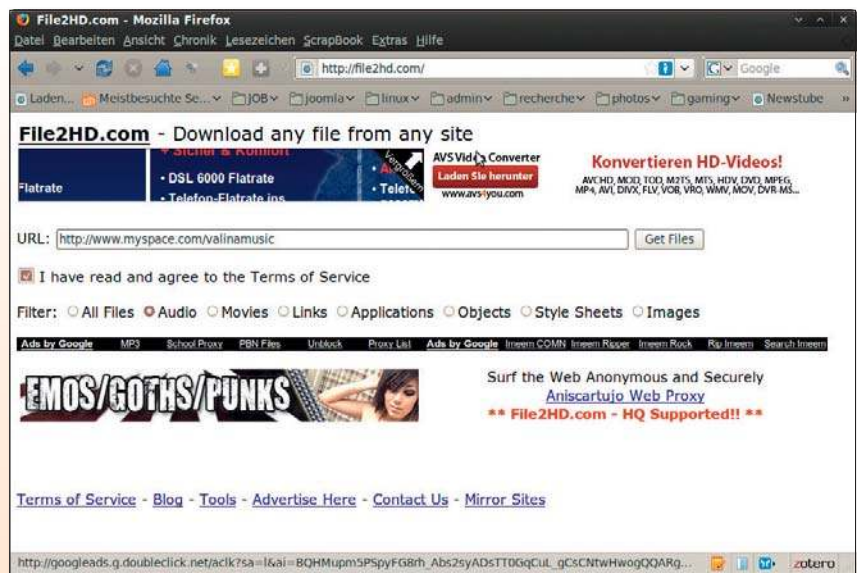 File2HD.com - Mozilla Firefox
Datei Bearbeiten Ansicht Chronik Lesezeichen ScrapBook Extras Hilfe
http://file2hd.com/
Google
Laden... Meistbesuchte Se... JOB joomla linux admin recherche photos gaming Newstube »
File2HD.com - Download any file from any site
+ Sicher & Komfort
Flatrate
• DSL 6000 Flatrate
• Telefon-Flatrate ins
Vergrößern
AVS Video Converter
Laden Sie herunter
www.avs4you.com
Konvertieren HD-Videos!
AVCHD, MOD, TOD, M2TS, MTS, HDV, DVD, MPEG,
MP4, AVI, DIVX, FLV, VOB, VRO, WMV, MOV, DVR-MS...
URL: http://www.myspace.com/valinamusic Get Files
I have read and agree to the Terms of Service
Filter: All Files Audio Movies Links Applications Objects Style Sheets Images
Ads by Google MP3 School Proxy PBN Files Unblock Proxy List Ads by Google Imeem COMN Imeem Ripper Imeem Rock Rip Imeem Search Imeem
EMOS/GOTHS/PUNKS
Surf the Web Anonymous and Securely
Aniscartujo Web Proxy
** File2HD.com - HQ Supported!! **
Terms of Service - Blog - Tools - Advertise Here - Contact Us - Mirror Sites
zotero